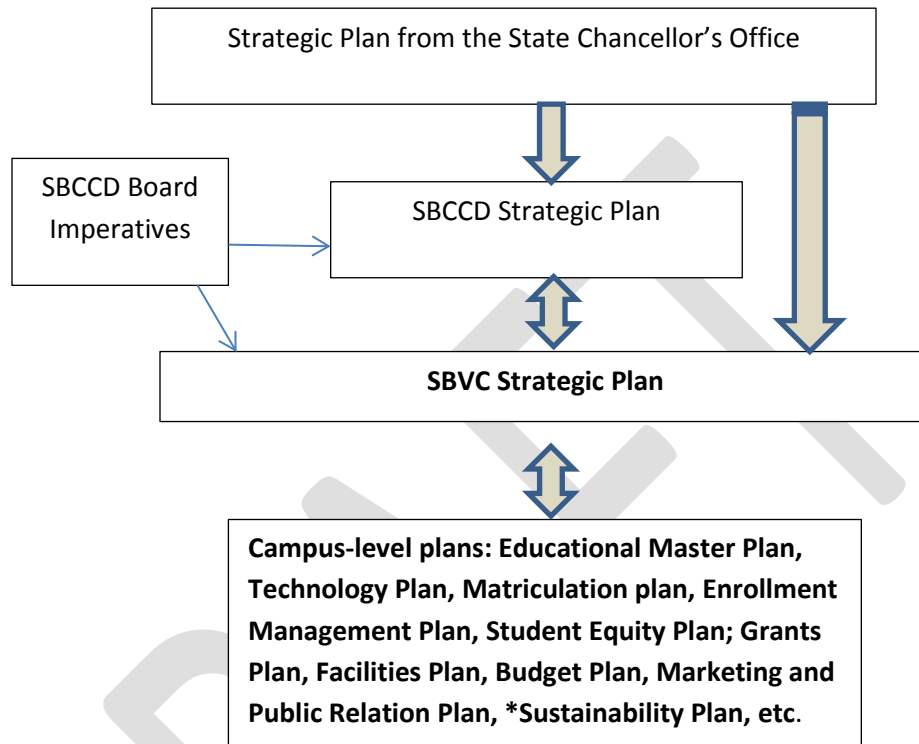 Strategic Plan from the State Chancellor’s Office
SBCCD Board
Imperatives
SBCCD Strategic Plan
SBVC Strategic Plan
Campus-level plans: Educational Master Plan,
Technology Plan, Matriculation plan, Enrollment
Management Plan, Student Equity Plan; Grants
Plan, Facilities Plan, Budget Plan, Marketing and
Public Relation Plan, *Sustainability Plan, etc.
DRAFT